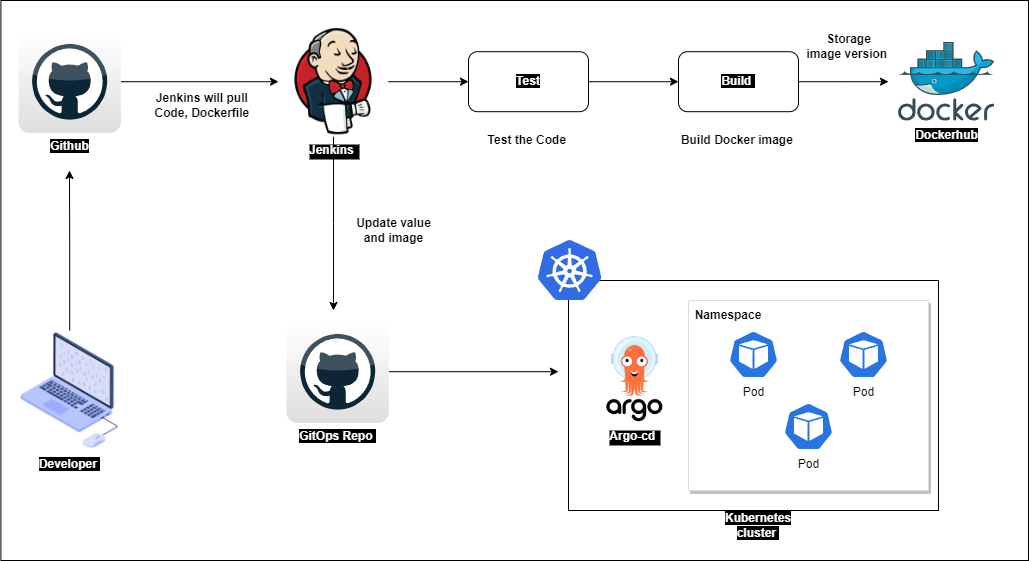 Github
Jenkins will pull
Code, Dockerfile
Jenkins
Test
Test the Code
Build
Build Docker image
Storage
image version
docker
Dockerhub
Update value
and image
Developer
GitOps Repo
argo
Argo-cd
Namespace
Pod
Pod
Pod
Kubernetes
cluster